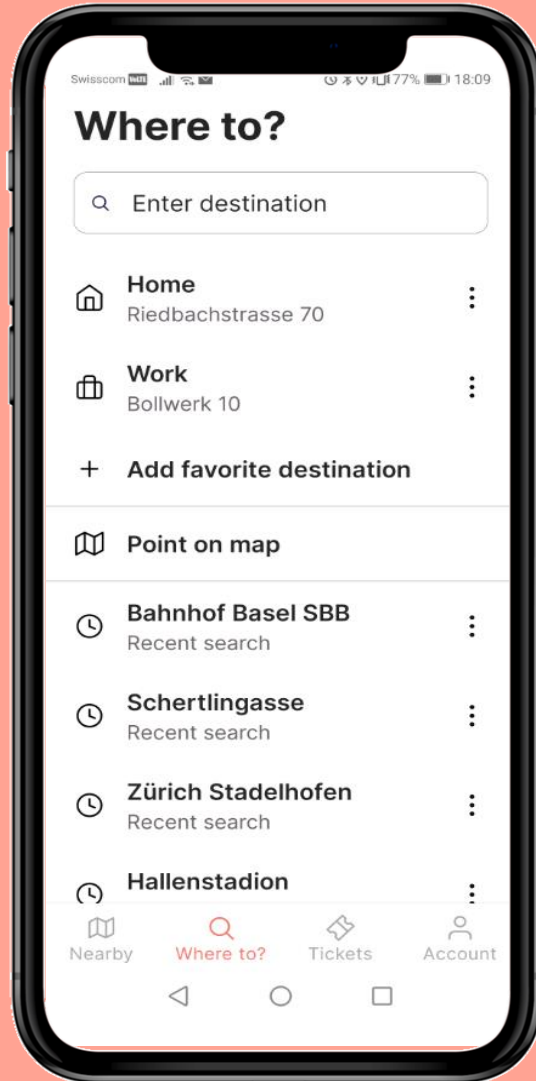 Swisscom VoLTE 77% 18:09
Where to?
Enter destination
Home
Riedbachstrasse 70
Work
Bollwerk 10
Add favorite destination
Point on map
Bahnhof Basel SBB
Recent search
Schertlingasse
Recent search
Zürich Stadelhofen
Recent search
Hallenstadion
Nearby Where to? Tickets Account